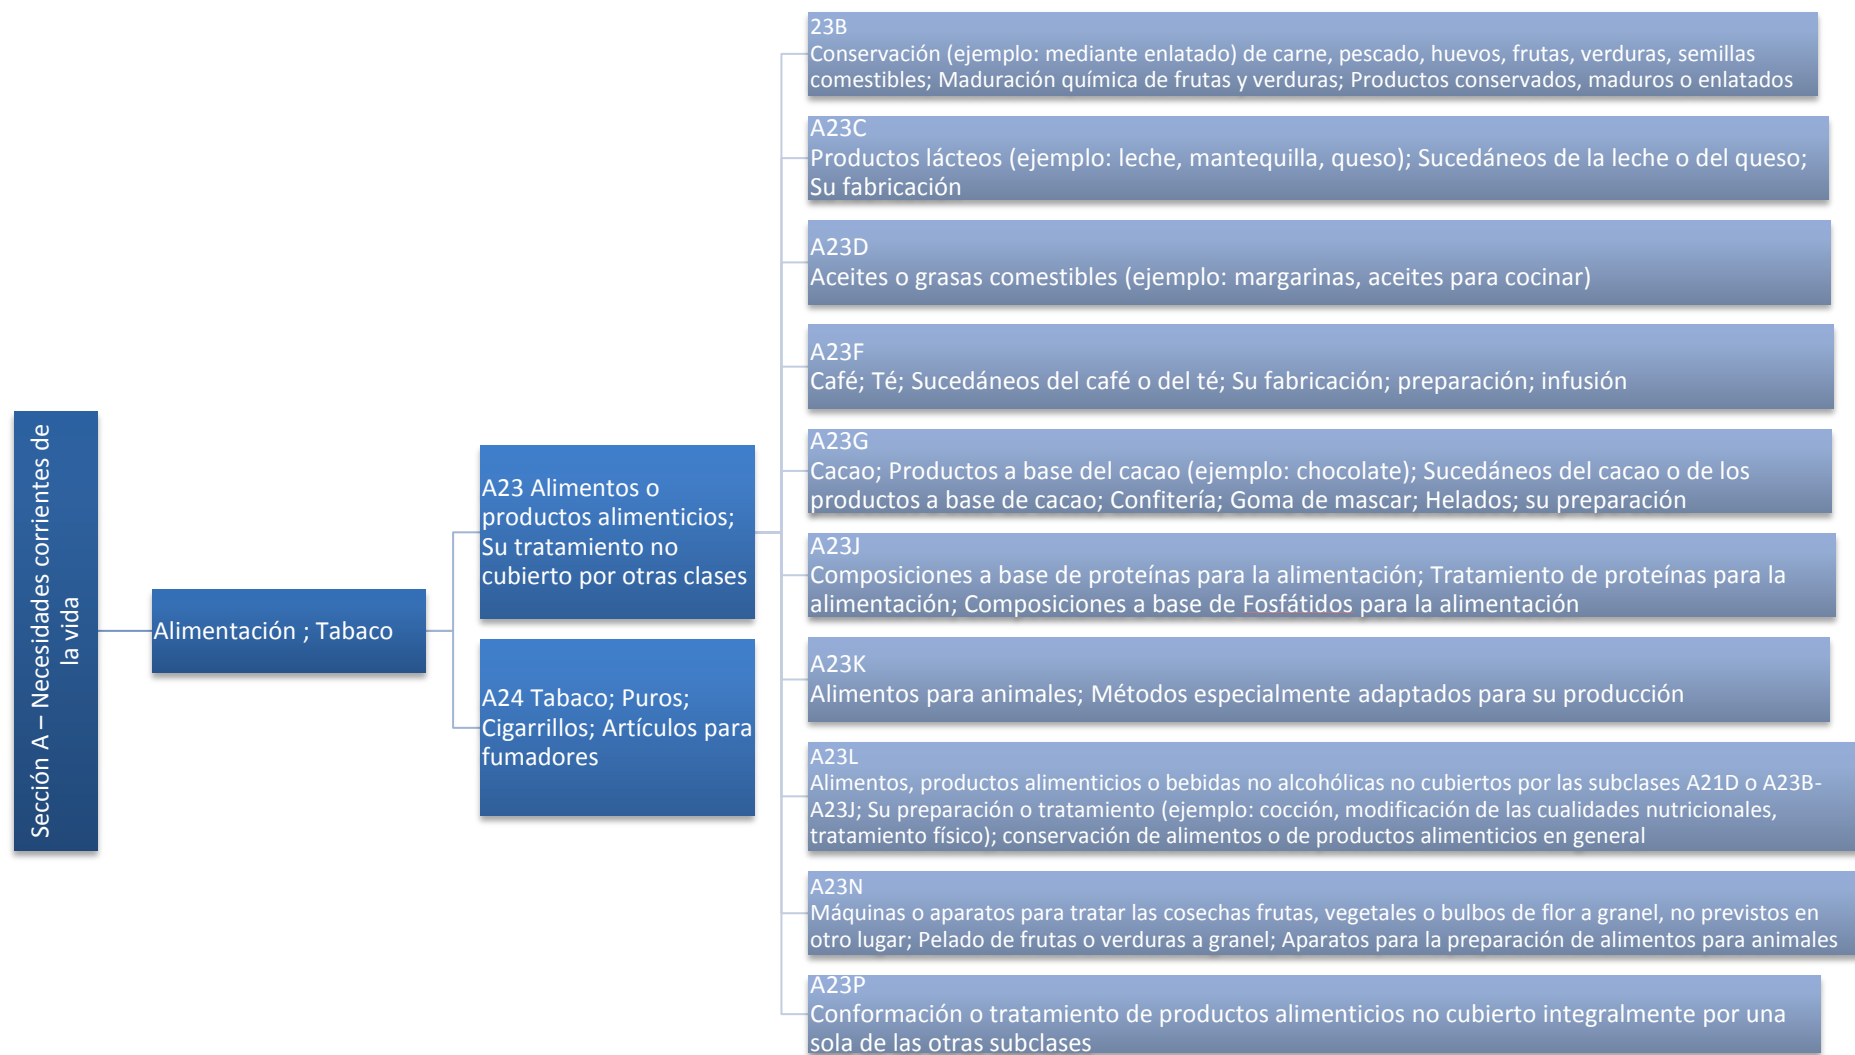 Sección A – Necesidades corrientes de
la vida
Alimentación ; Tabaco
A23 Alimentos o
productos alimenticios;
Su tratamiento no
cubierto por otras clases
A24 Tabaco; Puros;
Cigarrillos; Artículos para
fumadores
23B
Conservación (ejemplo: mediante enlatado) de carne, pescado, huevos, frutas, verduras, semillas
comestibles; Maduración química de frutas y verduras; Productos conservados, maduros o enlatados
A23C
Productos lácteos (ejemplo: leche, mantequilla, queso); Sucedáneos de la leche o del queso;
Su fabricación
A23D
Aceites o grasas comestibles (ejemplo: margarinas, aceites para cocinar)
A23F
Café; Té; Sucedáneos del café o del té; Su fabricación; preparación; infusión
A23G
Cacao; Productos a base del cacao (ejemplo: chocolate); Sucedáneos del cacao o de los
productos a base de cacao; Confitería; Goma de mascar; Helados; su preparación
A23J
Composiciones a base de proteínas para la alimentación; Tratamiento de proteínas para la
alimentación; Composiciones a base de Fosfátidos para la alimentación
A23K
Alimentos para animales; Métodos especialmente adaptados para su producción
A23L
Alimentos, productos alimenticios o bebidas no alcohólicas no cubiertos por las subclases A21D o A23B-
A23J; Su preparación o tratamiento (ejemplo: cocción, modificación de las cualidades nutricionales,
tratamiento físico); conservación de alimentos o de productos alimenticios en general
A23N
Máquinas o aparatos para tratar las cosechas frutas, vegetales o bulbos de flor a granel, no previstos en
otro lugar; Pelado de frutas o verduras a granel; Aparatos para la preparación de alimentos para animales
A23P
Conformación o tratamiento de productos alimenticios no cubierto integralmente por una
sola de las otras subclases